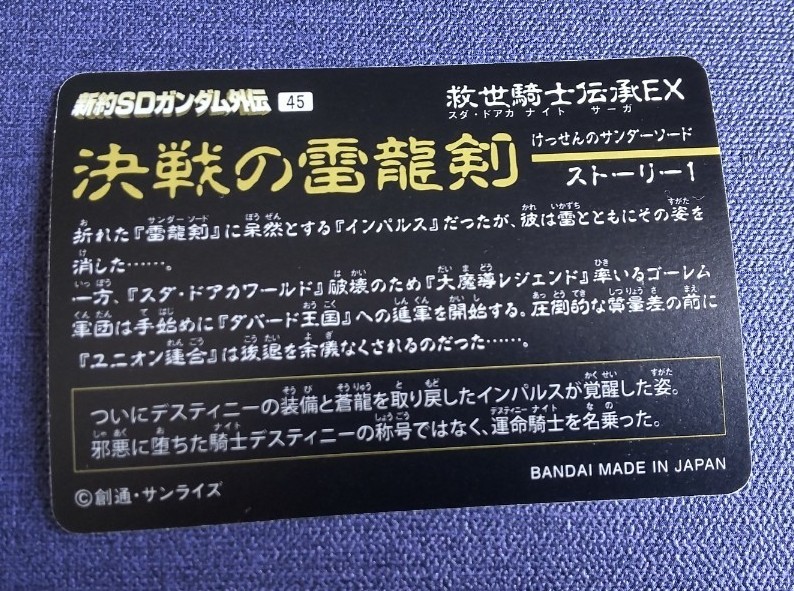 新約SDガンダム外伝 45
救世騎士伝承EX
スダ・ドアカ ナイト サーガ
決戦の雷龍剣
けっせんのサンダーソード
ストーリー1
折れた『雷龍剣』に呆然とする『インパルス』だったが、彼は雷とともにその姿を
消した……。
一方、『スダ・ドアカワールド』破壊のため『大魔導レジェンド』率いるゴーレム
軍団は手始めに『ダバード王国』への進軍を開始する。圧倒的な質量差の前に
『ユニオン連合』は後退を余儀なくされるのだった……。
ついにデスティニーの装備と蒼龍を取り戻したインパルスが覚醒した姿。
邪悪に堕ちた騎士デスティニーの称号ではなく、運命騎士を名乗った。
BANDAI MADE IN JAPAN
©創通・サンライズ